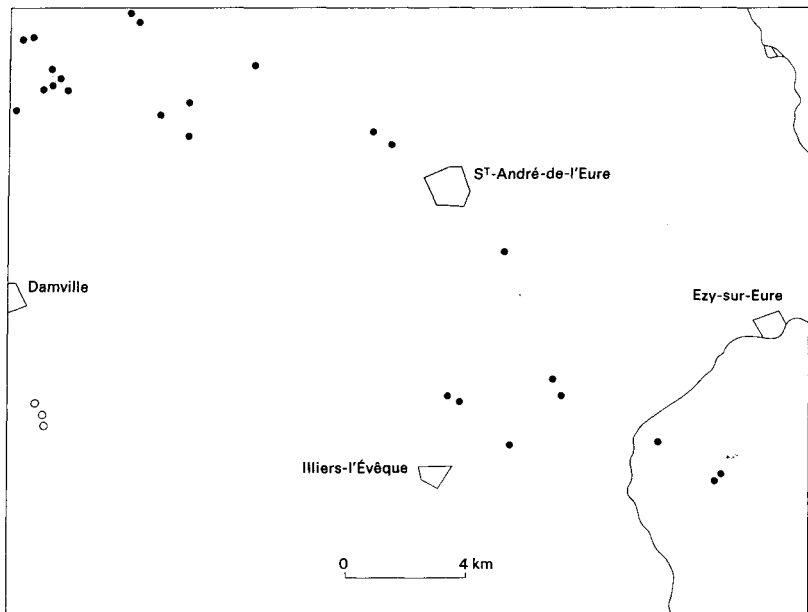 Sᵀ-André-de-l'Eure
Damville
Ezy-sur-Eure
Illiers-l'Évêque
0 4 km